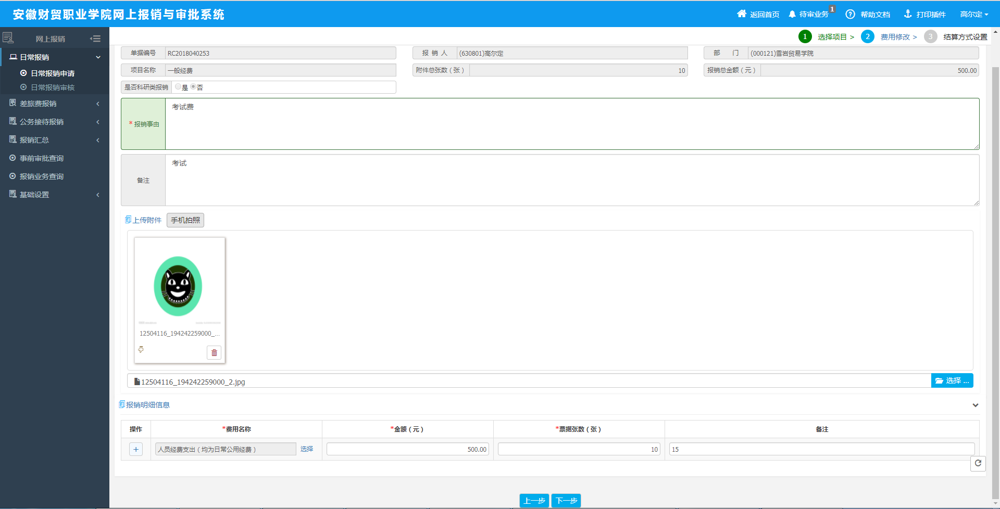 安徽财贸职业学院网上报销与审批系统
返回首页
待审业务
1
帮助文档
打印插件
高尔定
网上报销
1 选择项目 > 2 费用修改 > 3 结算方式设置
日常报销
日常报销申请
日常报销审核
差旅费报销
公务接待报销
报销汇总
事前审批查询
报销业务查询
基础设置
单据编号 RC2018040253
报 销 人 (630801)高尔定
部 门 (000121)雪岩贸易学院
项目名称 一般经费
附件总张数（张） 10
报销总金额（元） 500.00
是否科研类报销 是 否
* 报销事由 考试费
备注 考试
上传附件 手机拍照
12504116_194242259000_...
12504116_194242259000_2.jpg
选择 ...
报销明细信息
操作 *费用名称 *金额（元） *票据张数（张） 备注
+ 人员经费支出（均为日常公用经费） 选择 500.00 10 15
上一步 下一步